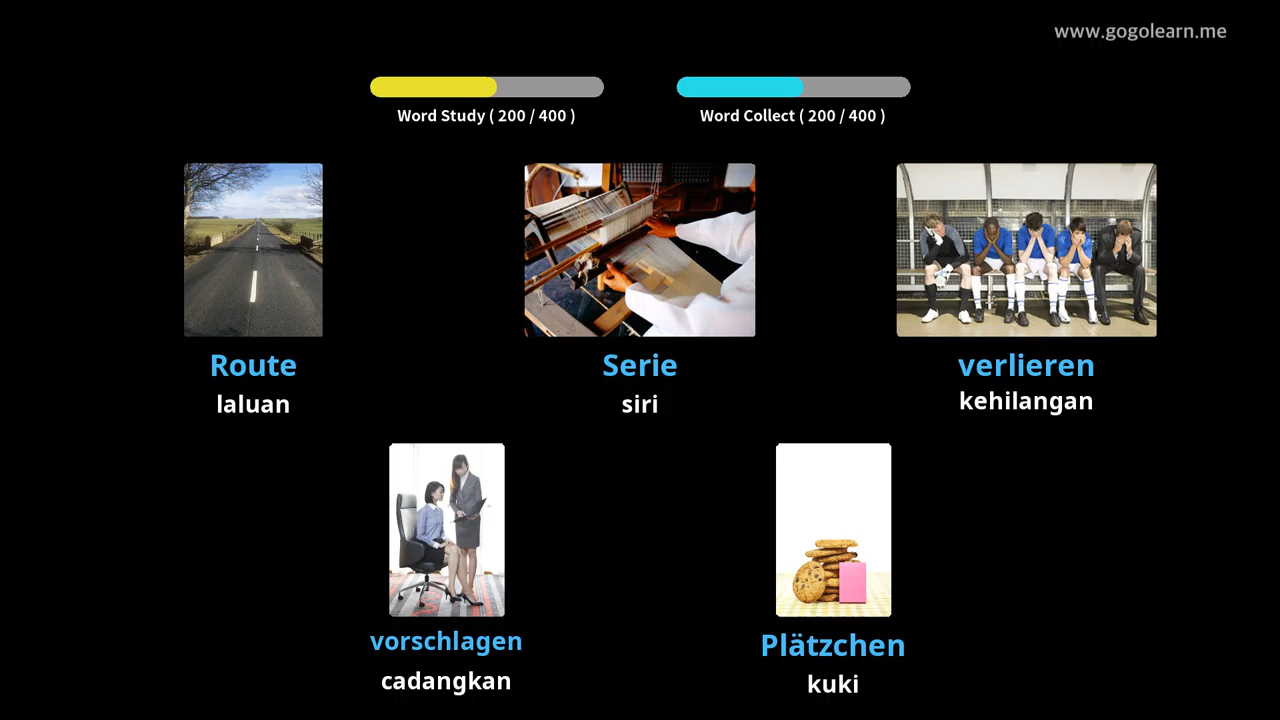 www.gogolearn.me
Word Study ( 200 / 400 )
Word Collect ( 200 / 400 )
Route
laluan
Serie
siri
verlieren
kehilangan
vorschlagen
cadangkan
Plätzchen
kuki